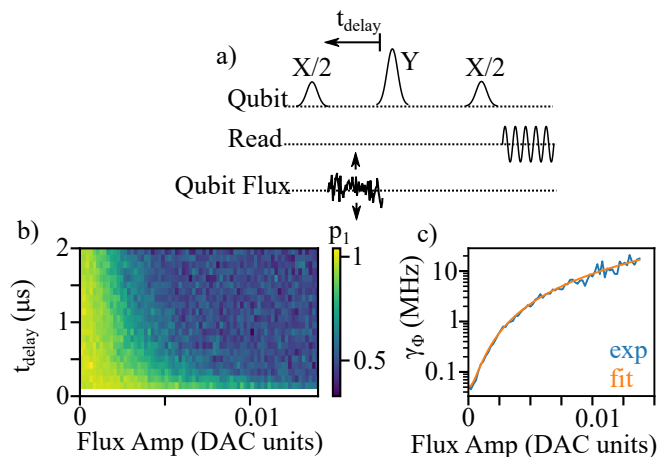 t_delay
a)
X/2 Y X/2
Qubit
Read
Qubit Flux
b) p_1 c)
2
1
0
t_delay (μs)
0 0.01
Flux Amp (DAC units)
1
0.5
10
1
0.1
γ_Φ (MHz)
exp
fit
0 0.01
Flux Amp (DAC units)